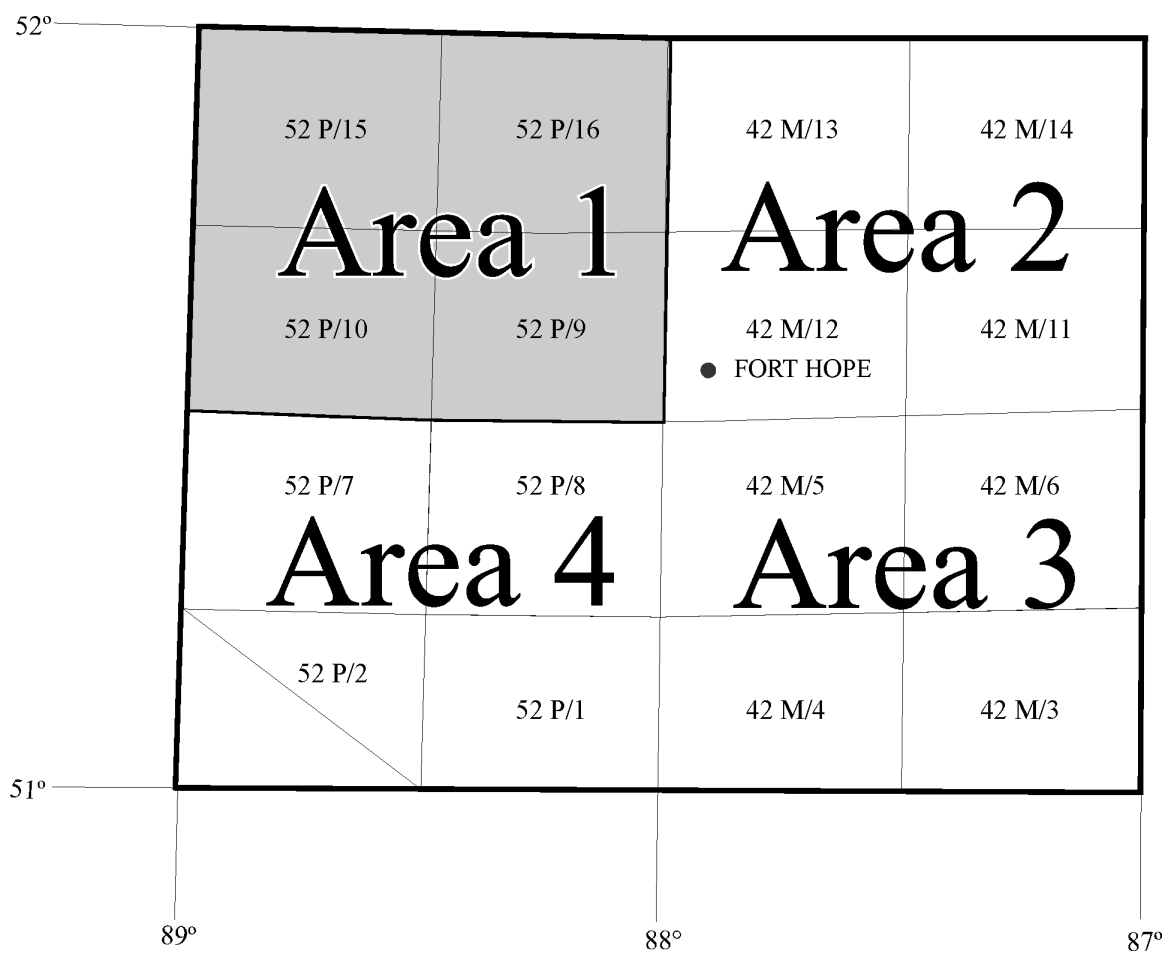 52º
52 P/15
52 P/16
42 M/13
42 M/14
Area 1
Area 2
52 P/10
52 P/9
42 M/12
42 M/11
FORT HOPE
52 P/7
52 P/8
42 M/5
42 M/6
Area 4
Area 3
52 P/2
52 P/1
42 M/4
42 M/3
51º
89º
88°
87º